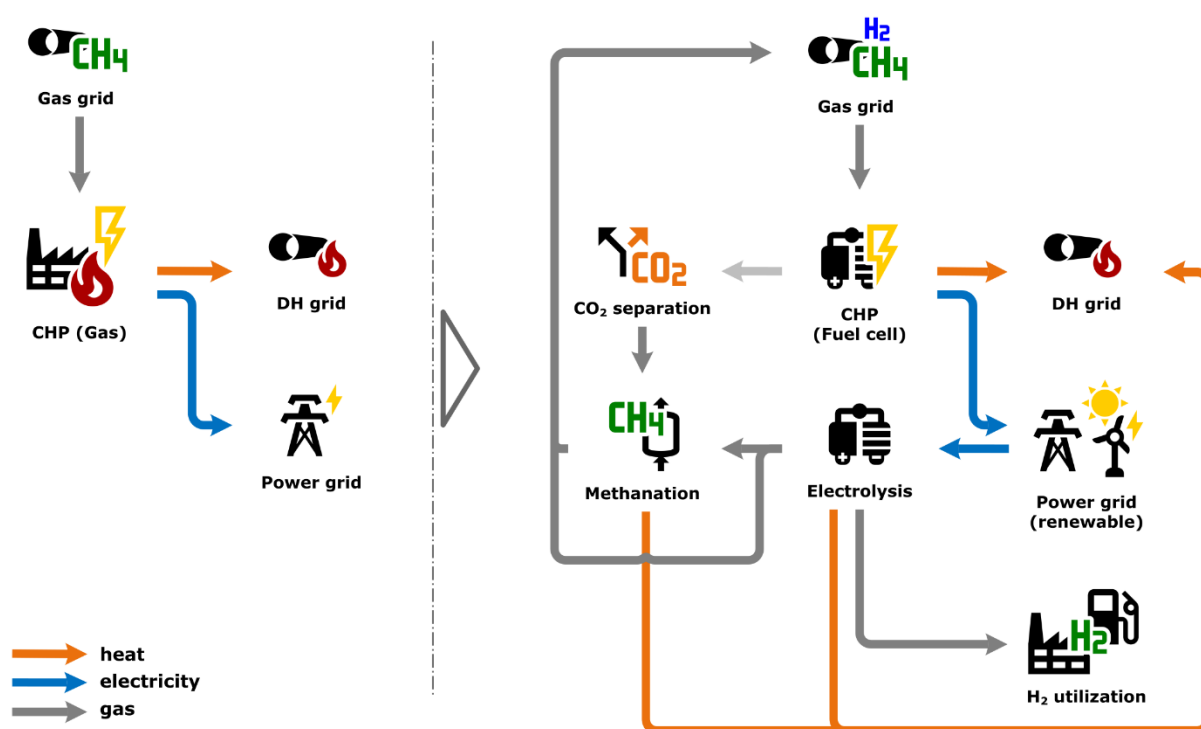 CH4
Gas grid
CHP (Gas)
DH grid
Power grid
heat
electricity
gas
H2
CH4
Gas grid
CO2
CO₂ separation
CHP
(Fuel cell)
DH grid
CH4
Methanation
Electrolysis
Power grid
(renewable)
H2
H₂ utilization